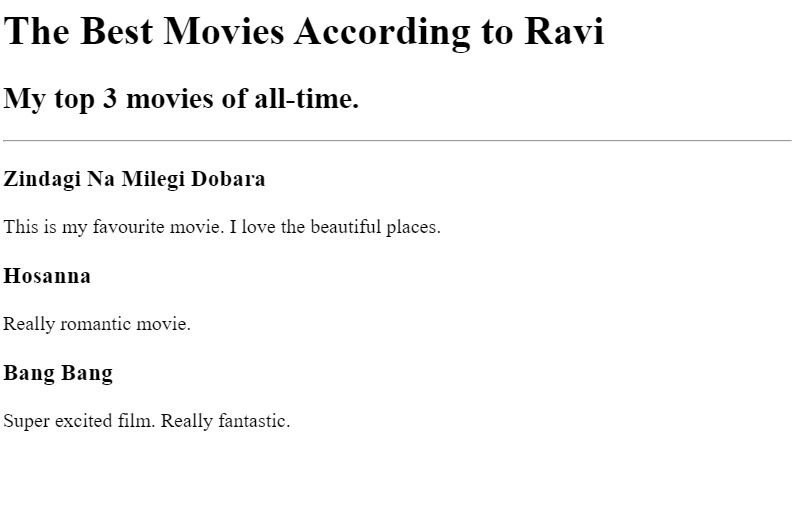 The Best Movies According to Ravi
My top 3 movies of all-time.
Zindagi Na Milegi Dobara
This is my favourite movie. I love the beautiful places.
Hosanna
Really romantic movie.
Bang Bang
Super excited film. Really fantastic.